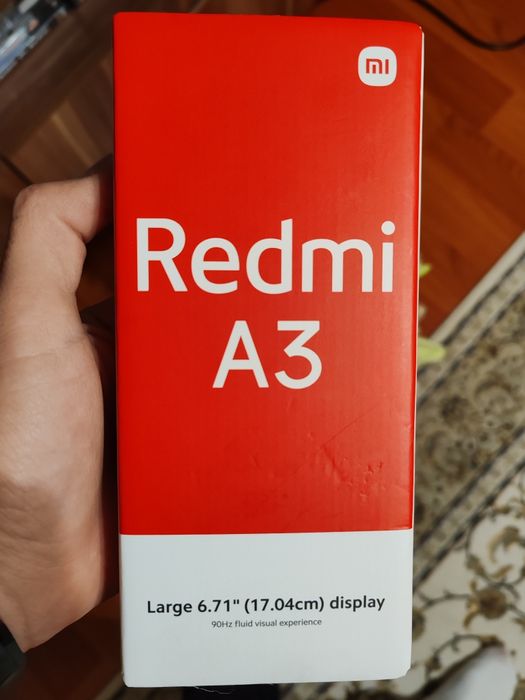 mi
Redmi
A3
Large 6.71" (17.04cm) display
90Hz fluid visual experience